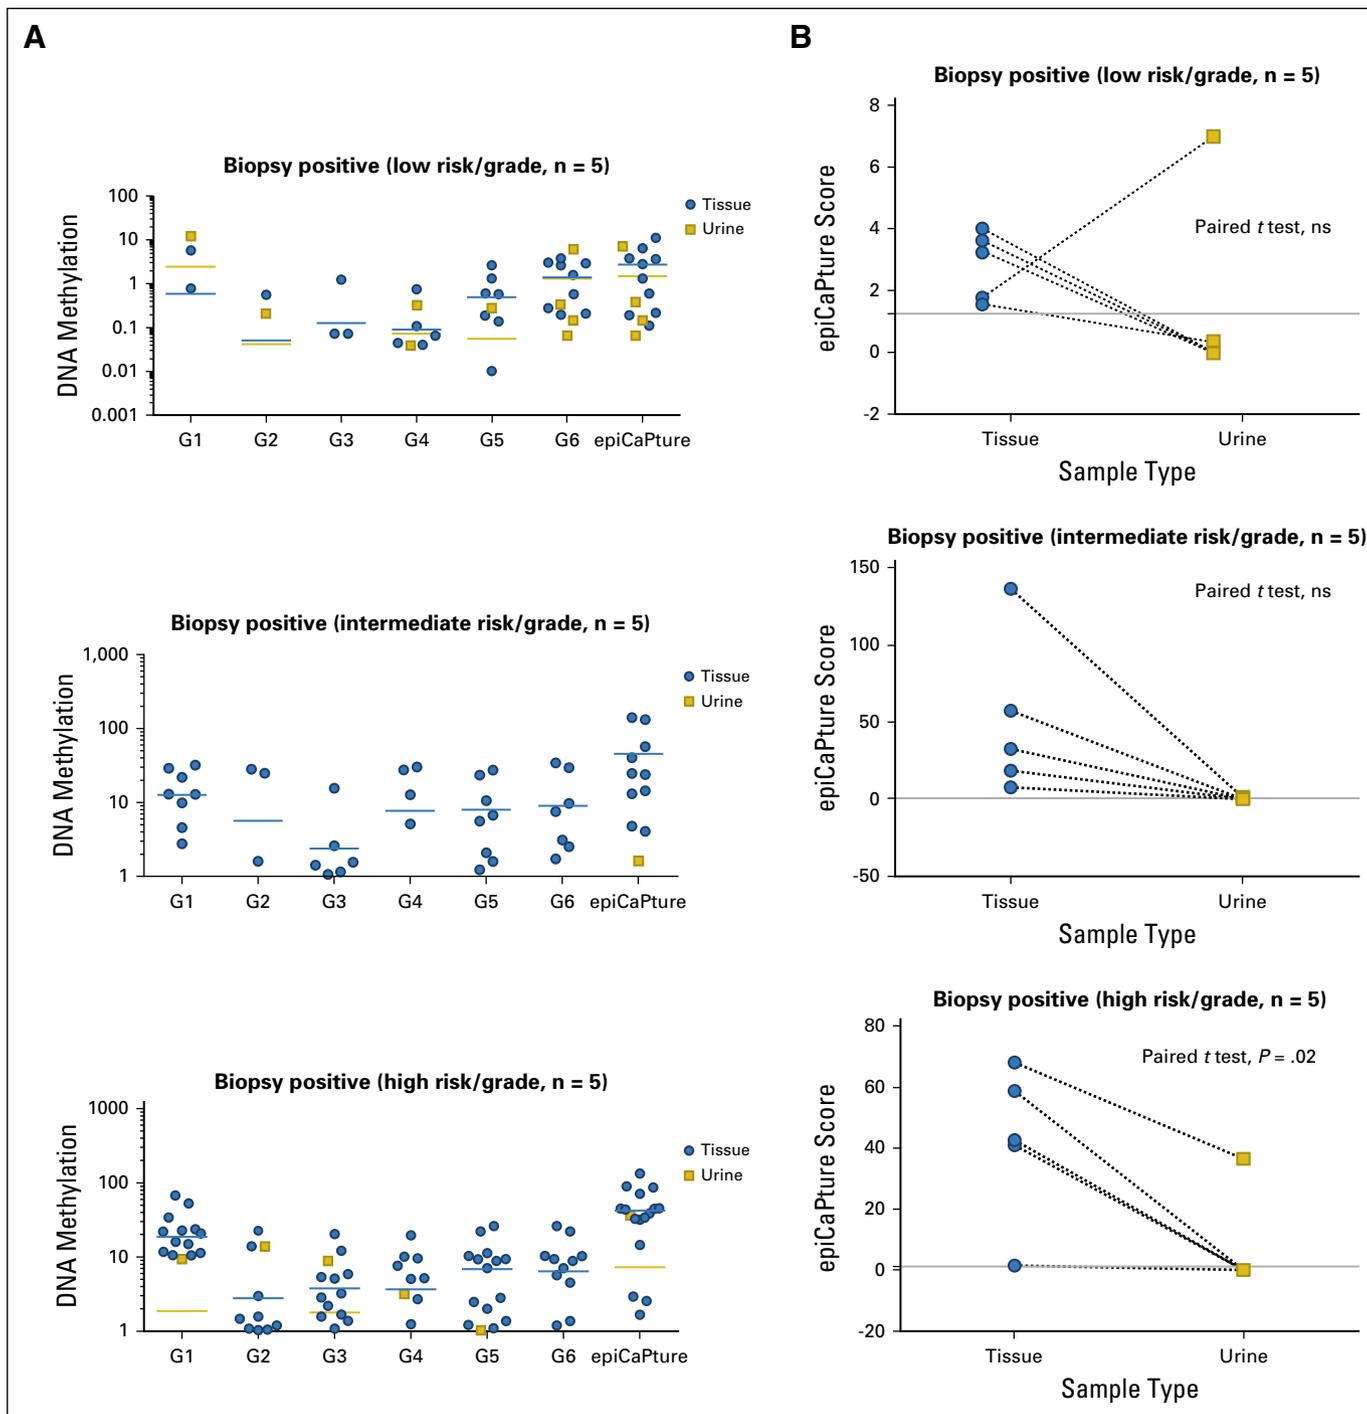 A
B
Biopsy positive (low risk/grade, n = 5)
DNA Methylation
100
10
1
0.1
0.01
0.001
G1 G2 G3 G4 G5 G6 epiCaPture
Tissue
Urine
Biopsy positive (low risk/grade, n = 5)
epiCaPture Score
8
6
4
2
0
-2
Paired t test, ns
Tissue Urine
Sample Type
Biopsy positive (intermediate risk/grade, n = 5)
DNA Methylation
1,000
100
10
1
G1 G2 G3 G4 G5 G6 epiCaPture
Tissue
Urine
Biopsy positive (intermediate risk/grade, n = 5)
epiCaPture Score
150
100
50
0
-50
Paired t test, ns
Tissue Urine
Sample Type
Biopsy positive (high risk/grade, n = 5)
DNA Methylation
1000
100
10
1
G1 G2 G3 G4 G5 G6 epiCaPture
Tissue
Urine
Biopsy positive (high risk/grade, n = 5)
epiCaPture Score
80
60
40
20
0
-20
Paired t test, P = .02
Tissue Urine
Sample Type